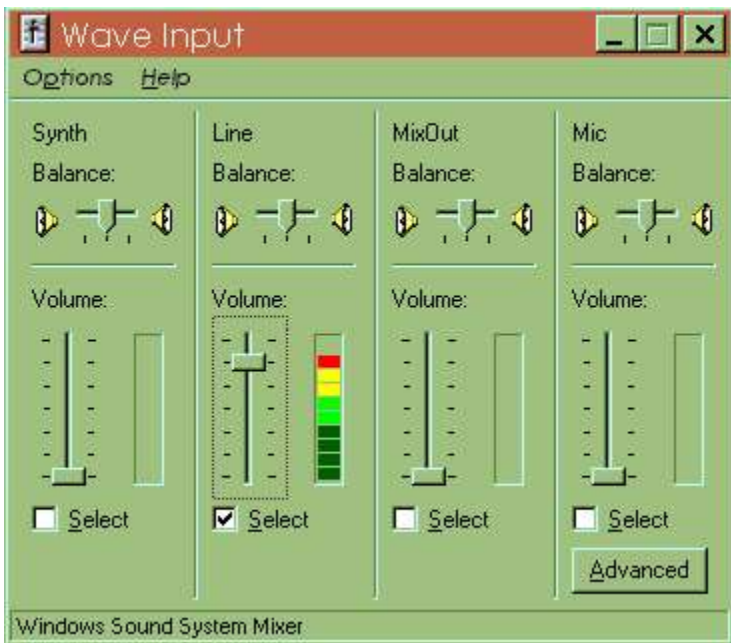 Wave Input
Options Help
Synth Line MixOut Mic
Balance: Balance: Balance: Balance:
Volume: Volume: Volume: Volume:
Select Select Select Select
Advanced
Windows Sound System Mixer